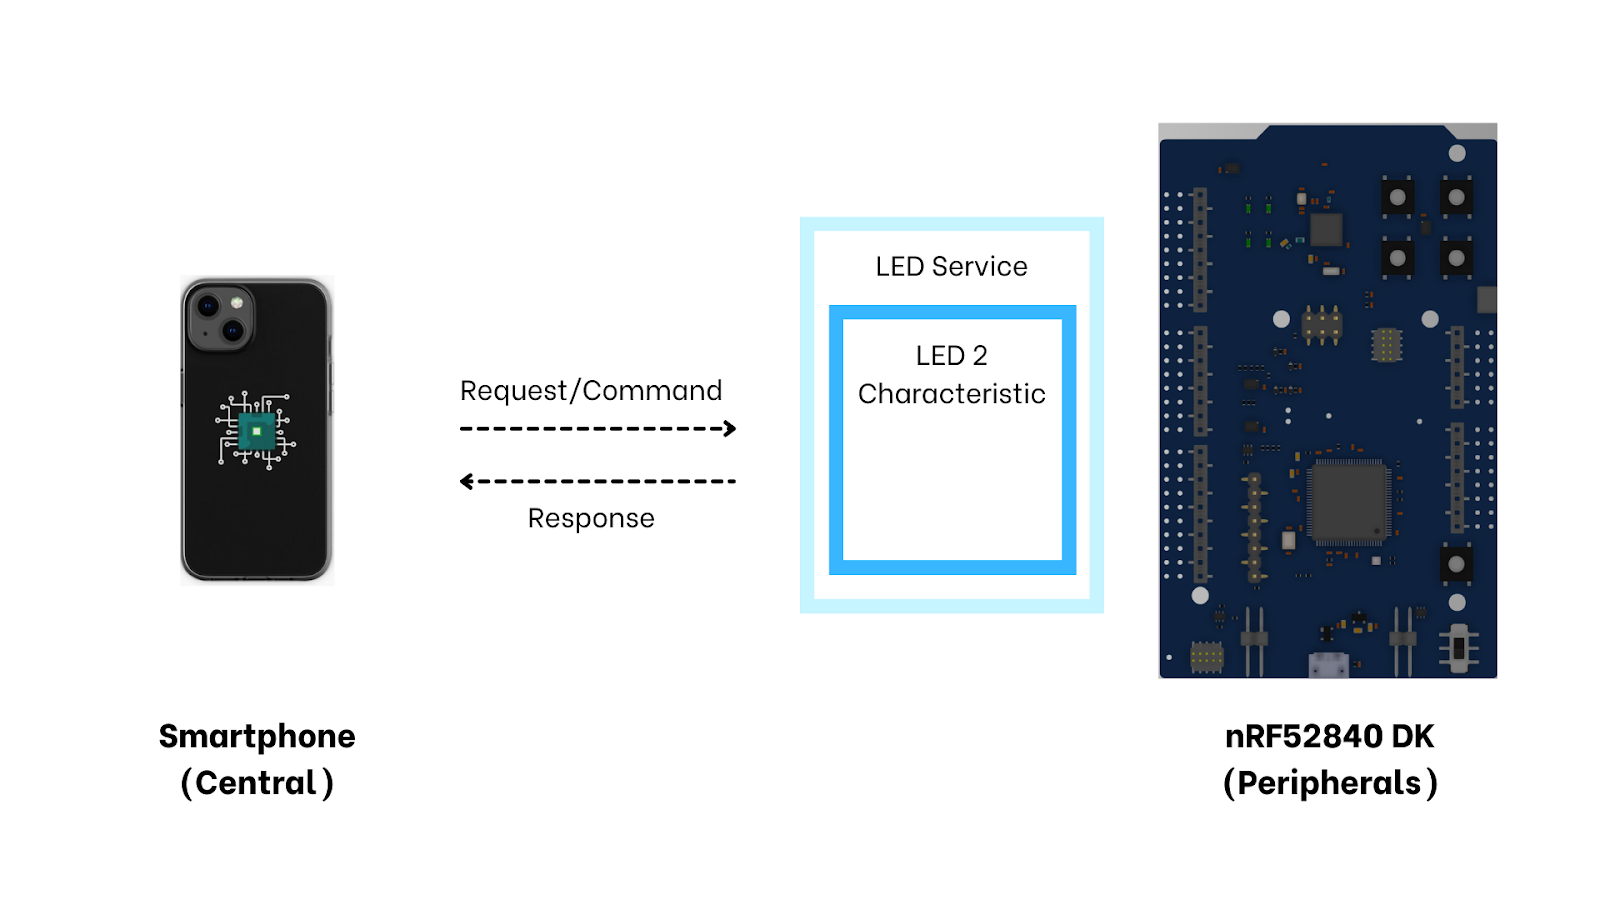 LED Service
LED 2
Characteristic
Request/Command
Response
Smartphone
(Central)
nRF52840 DK
(Peripherals)